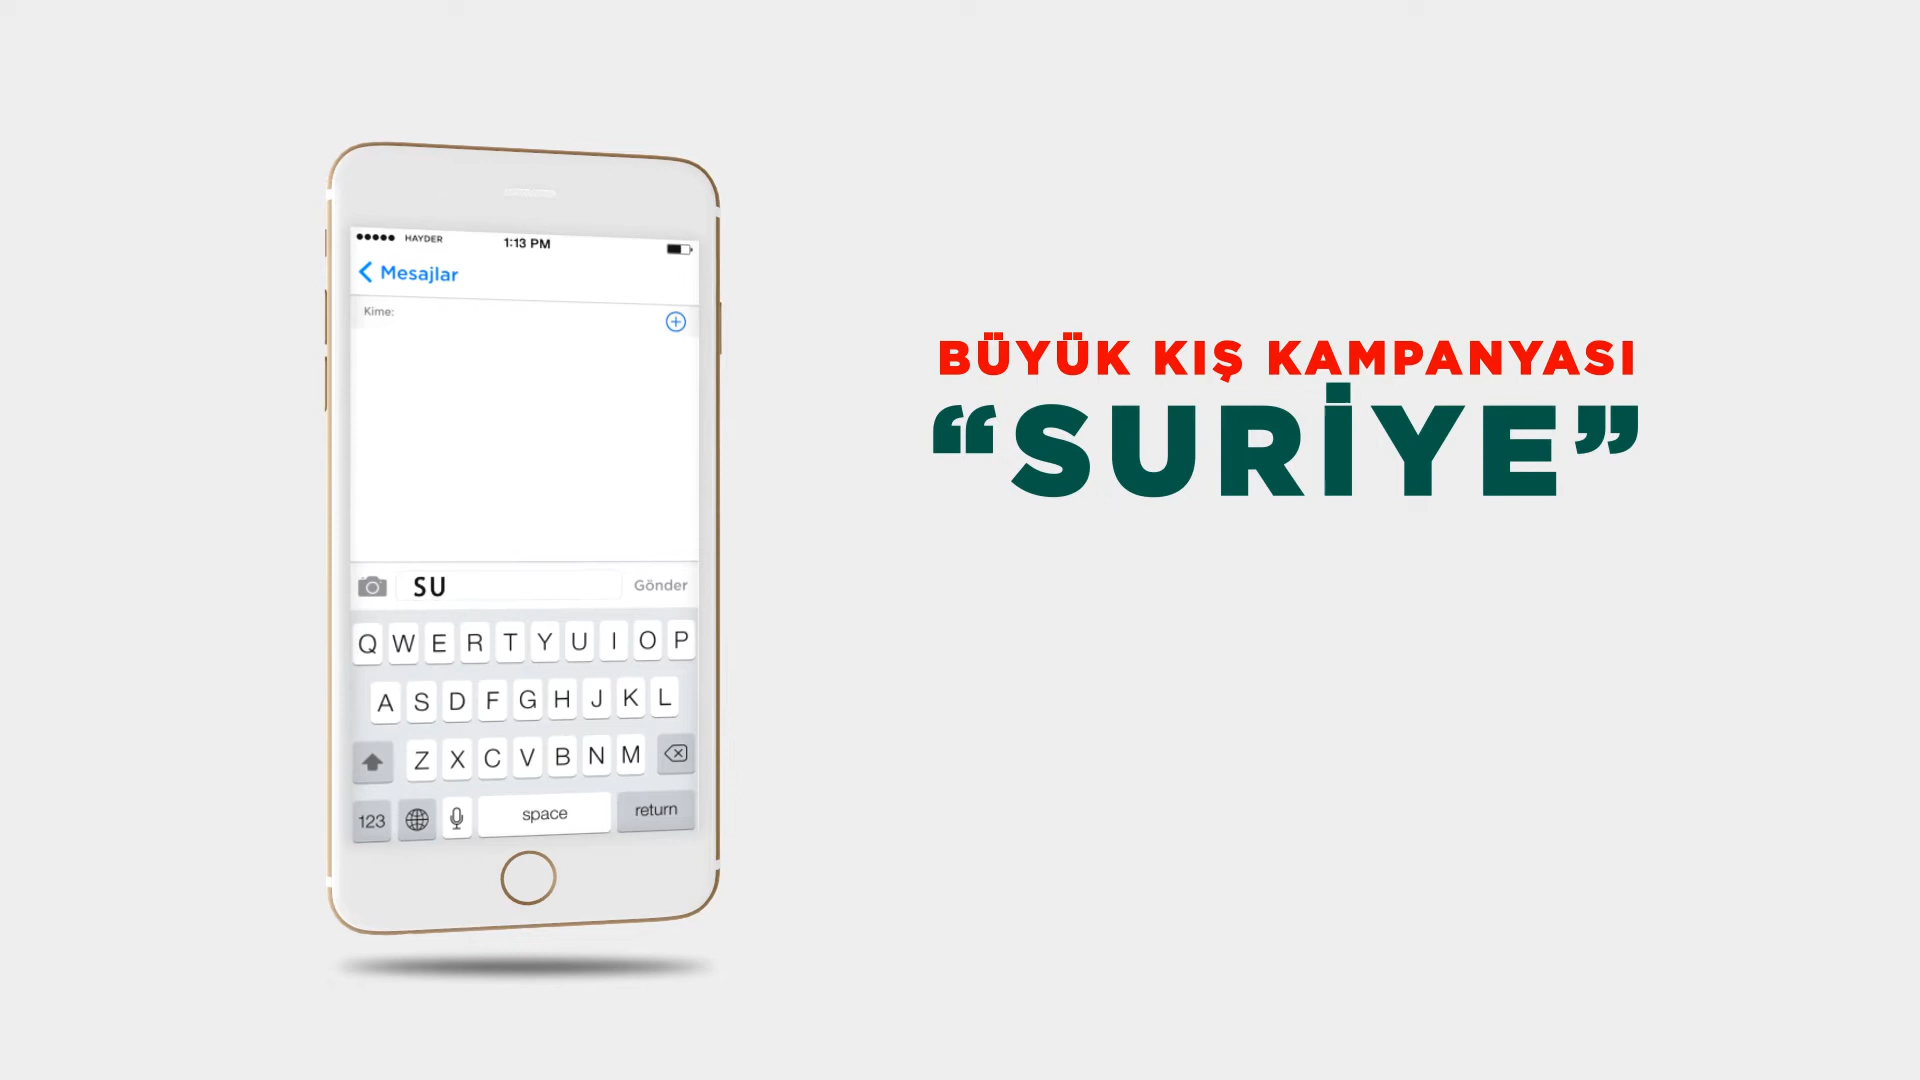 HAYDER 1:13 PM
Mesajlar
Kime:
SU Gönder
Q W E R T Y U I O P
A S D F G H J K L
Z X C V B N M
123 space return
BÜYÜK KIŞ KAMPANYASI
“SURİYE”